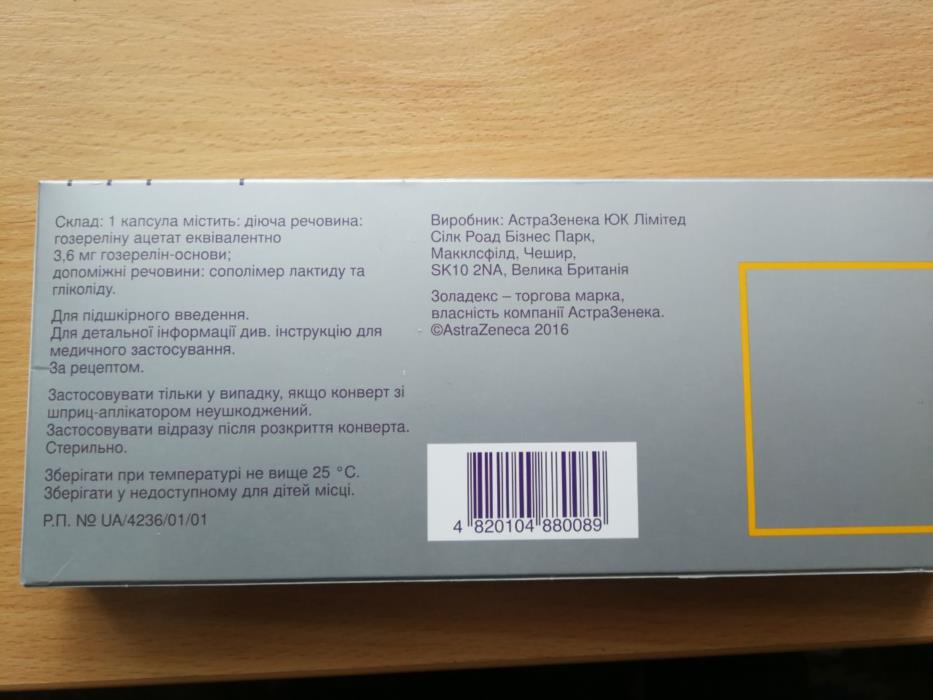 Склад: 1 капсула містить: діюча речовина:
гозереліну ацетат еквівалентно
3,6 мг гозерелін-основи;
допоміжні речовини: сополімер лактиду та
гліколіду.
Для підшкірного введення.
Для детальної інформації див. інструкцію для
медичного застосування.
За рецептом.
Застосовувати тільки у випадку, якщо конверт зі
шприц-аплікатором неушкоджений.
Застосовувати відразу після розкриття конверта.
Стерильно.
Зберігати при температурі не вище 25 °C.
Зберігати у недоступному для дітей місці.
Р.П. № UA/4236/01/01
Виробник: АстраЗенека ЮК Лімітед
Сілк Роад Бізнес Парк,
Макклсфілд, Чешир,
SK10 2NA, Велика Британія
Золадекс – торгова марка,
власність компанії АстраЗенека.
©AstraZeneca 2016
4 820104 880089